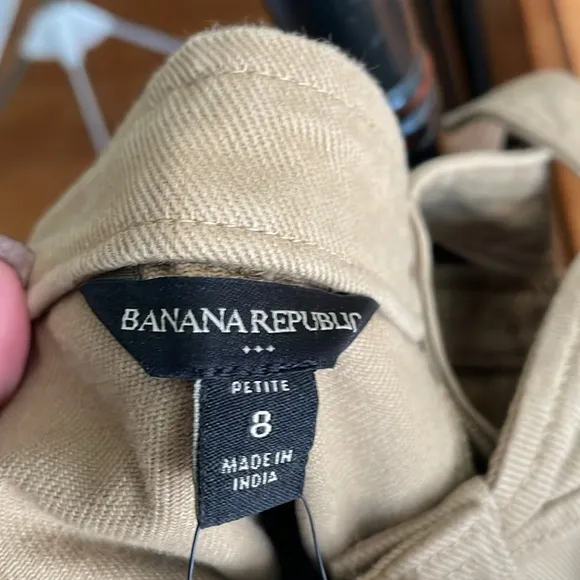 BANANA REPUBLIC
PETITE
8
MADE IN
INDIA